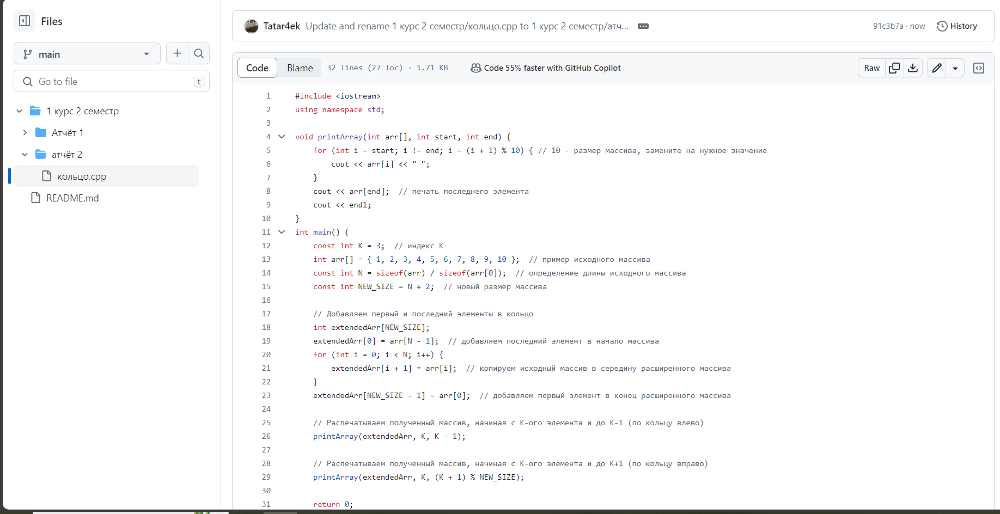 Files
main
Go to file
t
1 курс 2 семестр
Атчёт 1
атчёт 2
кольцо.cpp
README.md
Tatar4ek Update and rename 1 курс 2 семестр/кольцо.cpp to 1 курс 2 семестр/атч...
91c3b7a · now
History
Code
Blame
32 lines (27 loc) · 1.71 KB
Code 55% faster with GitHub Copilot
Raw
1 #include <iostream>
2 using namespace std;
3
4 void printArray(int arr[], int start, int end) {
5     for (int i = start; i != end; i = (i + 1) % 10) { // 10 - размер массива, замените на нужное значение
6         cout << arr[i] << " ";
7     }
8     cout << arr[end];  // печать последнего элемента
9     cout << endl;
10 }
11 int main() {
12     const int K = 3;  // индекс K
13     int arr[] = { 1, 2, 3, 4, 5, 6, 7, 8, 9, 10 };  // пример исходного массива
14     const int N = sizeof(arr) / sizeof(arr[0]);  // определение длины исходного массива
15     const int NEW_SIZE = N + 2;  // новый размер массива
16
17     // Добавляем первый и последний элементы в кольцо
18     int extendedArr[NEW_SIZE];
19     extendedArr[0] = arr[N - 1];  // добавляем последний элемент в начало массива
20     for (int i = 0; i < N; i++) {
21         extendedArr[i + 1] = arr[i];  // копируем исходный массив в середину расширенного массива
22     }
23     extendedArr[NEW_SIZE - 1] = arr[0];  // добавляем первый элемент в конец расширенного массива
24
25     // Распечатываем полученный массив, начиная с K-ого элемента и до K-1 (по кольцу влево)
26     printArray(extendedArr, K, K - 1);
27
28     // Распечатываем полученный массив, начиная с K-ого элемента и до K+1 (по кольцу вправо)
29     printArray(extendedArr, K, (K + 1) % NEW_SIZE);
30
31     return 0;